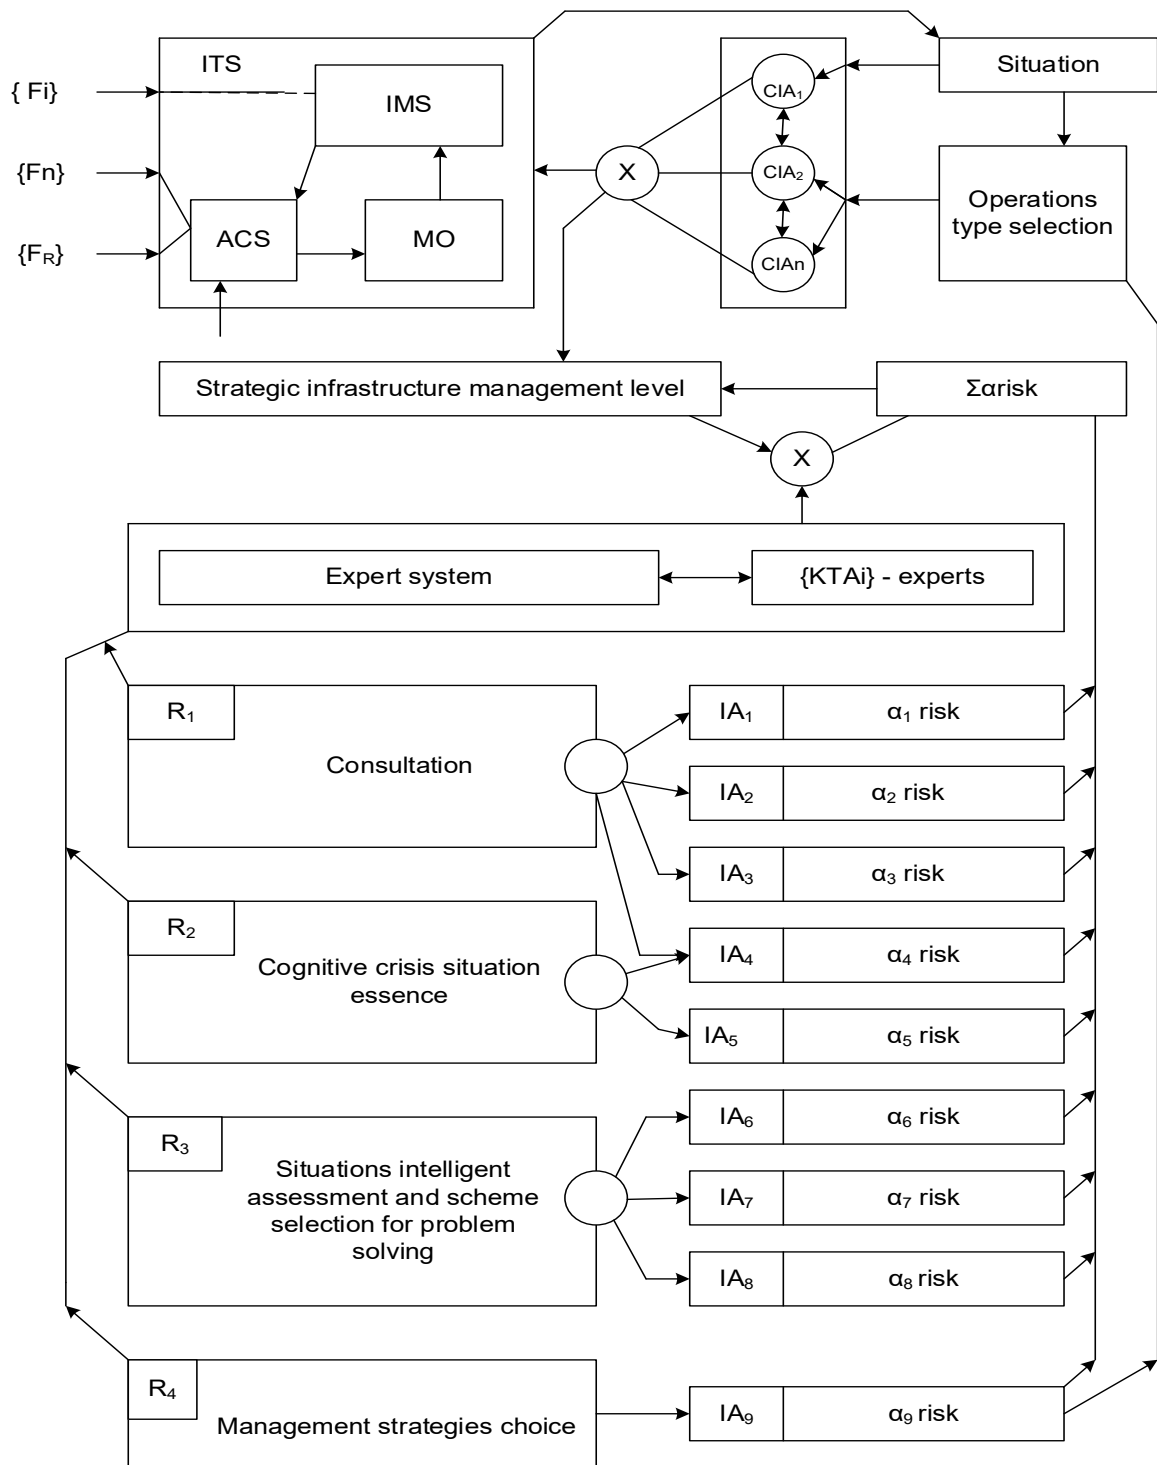 ITS
Situation
{ Fi}
IMS
CIA₁
{Fn}
X
CIA₂
Operations
type selection
{F_R}
ACS
MO
CIAn
Strategic infrastructure management level
Σαrisk
X
Expert system
{KTAi} - experts
R₁
IA₁
α₁ risk
Consultation
IA₂
α₂ risk
IA₃
α₃ risk
R₂
IA₄
α₄ risk
Cognitive crisis situation
essence
IA₅
α₅ risk
R₃
IA₆
α₆ risk
Situations intelligent
assessment and scheme
selection for problem
solving
IA₇
α₇ risk
IA₈
α₈ risk
R₄
IA₉
α₉ risk
Management strategies choice